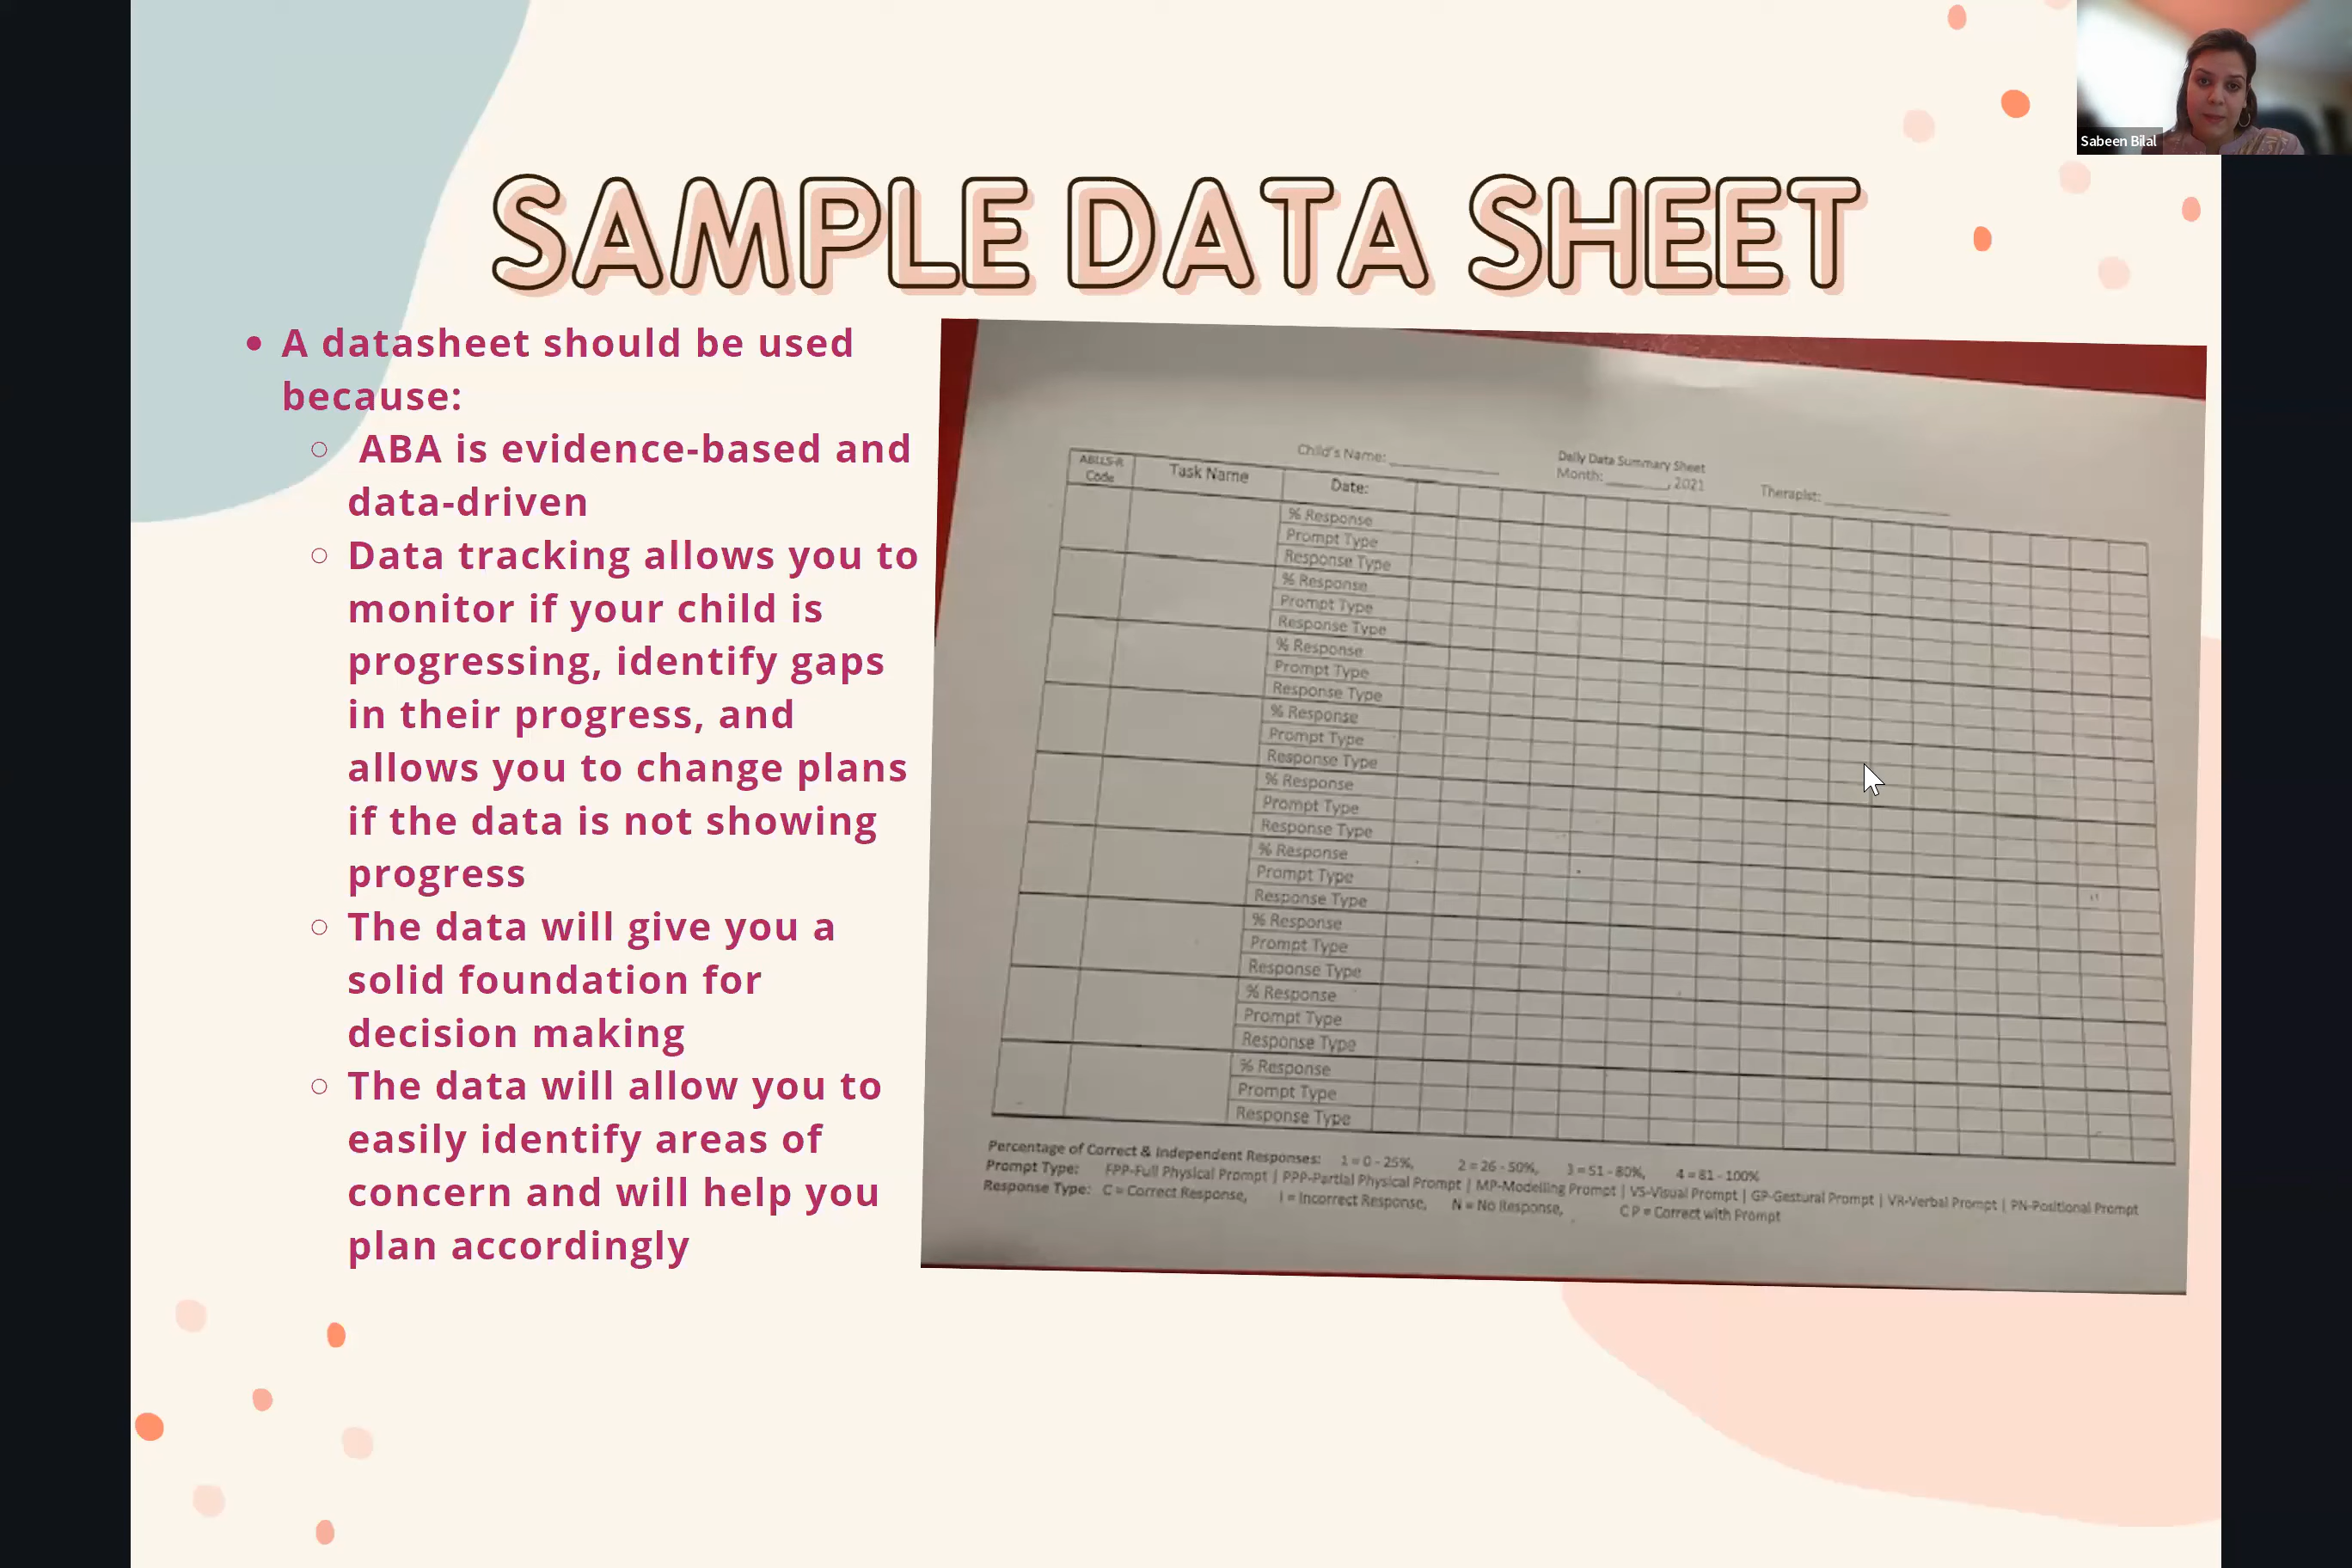 Sabeen Bilal
SAMPLE DATA SHEET
• A datasheet should be used
because:
○ ABA is evidence-based and
data-driven
○ Data tracking allows you to
monitor if your child is
progressing, identify gaps
in their progress, and
allows you to change plans
if the data is not showing
progress
○ The data will give you a
solid foundation for
decision making
○ The data will allow you to
easily identify areas of
concern and will help you
plan accordingly
Daily Data Summary Sheet
Child's Name: ____________ Month: _______, 2021 Therapist: ______________
ABLLS-R Code Task Name Date:
% Response
Prompt Type
Response Type
% Response
Prompt Type
Response Type
% Response
Prompt Type
Response Type
% Response
Prompt Type
Response Type
% Response
Prompt Type
Response Type
% Response
Prompt Type
Response Type
% Response
Prompt Type
Response Type
% Response
Prompt Type
Response Type
% Response
Prompt Type
Response Type
Percentage of Correct & Independent Responses: 1 = 0 - 25%, 2 = 26 - 50%, 3 = 51 - 80%, 4 = 81 - 100%
Prompt Type: FPP-Full Physical Prompt | PPP-Partial Physical Prompt | MP-Modelling Prompt | VS-Visual Prompt | GP-Gestural Prompt | VR-Verbal Prompt | PN-Positional Prompt
Response Type: C = Correct Response, I = Incorrect Response, N = No Response, C P = Correct with Prompt